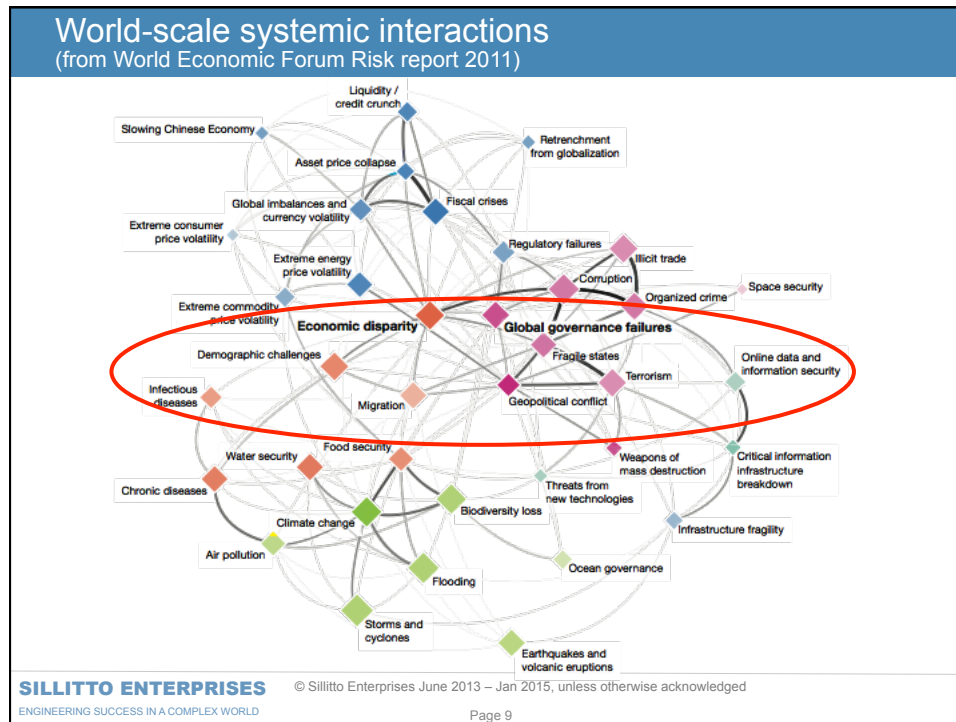 World-scale systemic interactions
(from World Economic Forum Risk report 2011)
Liquidity /
credit crunch
Slowing Chinese Economy
Retrenchment
from globalization
Asset price collapse
Global imbalances and
currency volatility
Fiscal crises
Extreme consumer
price volatility
Regulatory failures
Illicit trade
Extreme energy
price volatility
Corruption
Space security
Organized crime
Extreme commodity
price volatility
Economic disparity
Global governance failures
Demographic challenges
Fragile states
Online data and
information security
Infectious
diseases
Migration
Terrorism
Geopolitical conflict
Food security
Water security
Weapons of
mass destruction
Critical information
infrastructure
breakdown
Chronic diseases
Threats from
new technologies
Biodiversity loss
Climate change
Infrastructure fragility
Air pollution
Ocean governance
Flooding
Storms and
cyclones
Earthquakes and
volcanic eruptions
SILLITTO ENTERPRISES
ENGINEERING SUCCESS IN A COMPLEX WORLD
© Sillitto Enterprises June 2013 – Jan 2015, unless otherwise acknowledged
Page 9